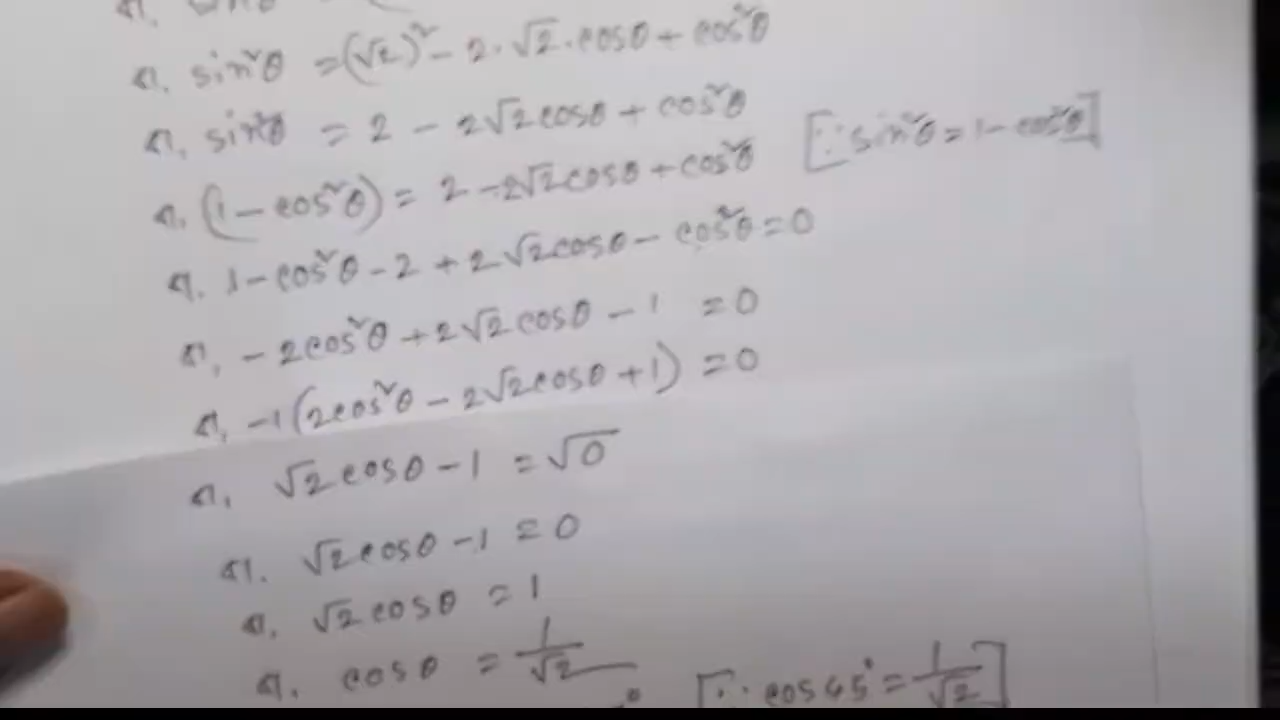 বা, sin²θ = (√2)² - 2·√2·cosθ + cos²θ
বা, sin²θ = 2 - 2√2cosθ + cos²θ
বা, (1 - cos²θ) = 2 - 2√2cosθ + cos²θ [∵ sin²θ = 1 - cos²θ]
বা, 1 - cos²θ - 2 + 2√2cosθ - cos²θ = 0
বা, -2cos²θ + 2√2cosθ - 1 = 0
বা, -1(2cos²θ - 2√2cosθ + 1) = 0
বা, √2cosθ - 1 = √0
বা, √2cosθ - 1 = 0
বা, √2cosθ = 1
বা, cosθ = 1/√2 [∵ cos45° = 1/√2]